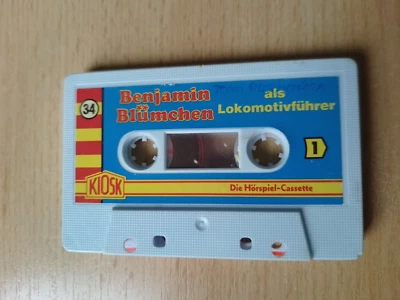 34
Benjamin
Blümchen
als
Lokomotivführer
1
KIOSK
Die Hörspiel-Cassette